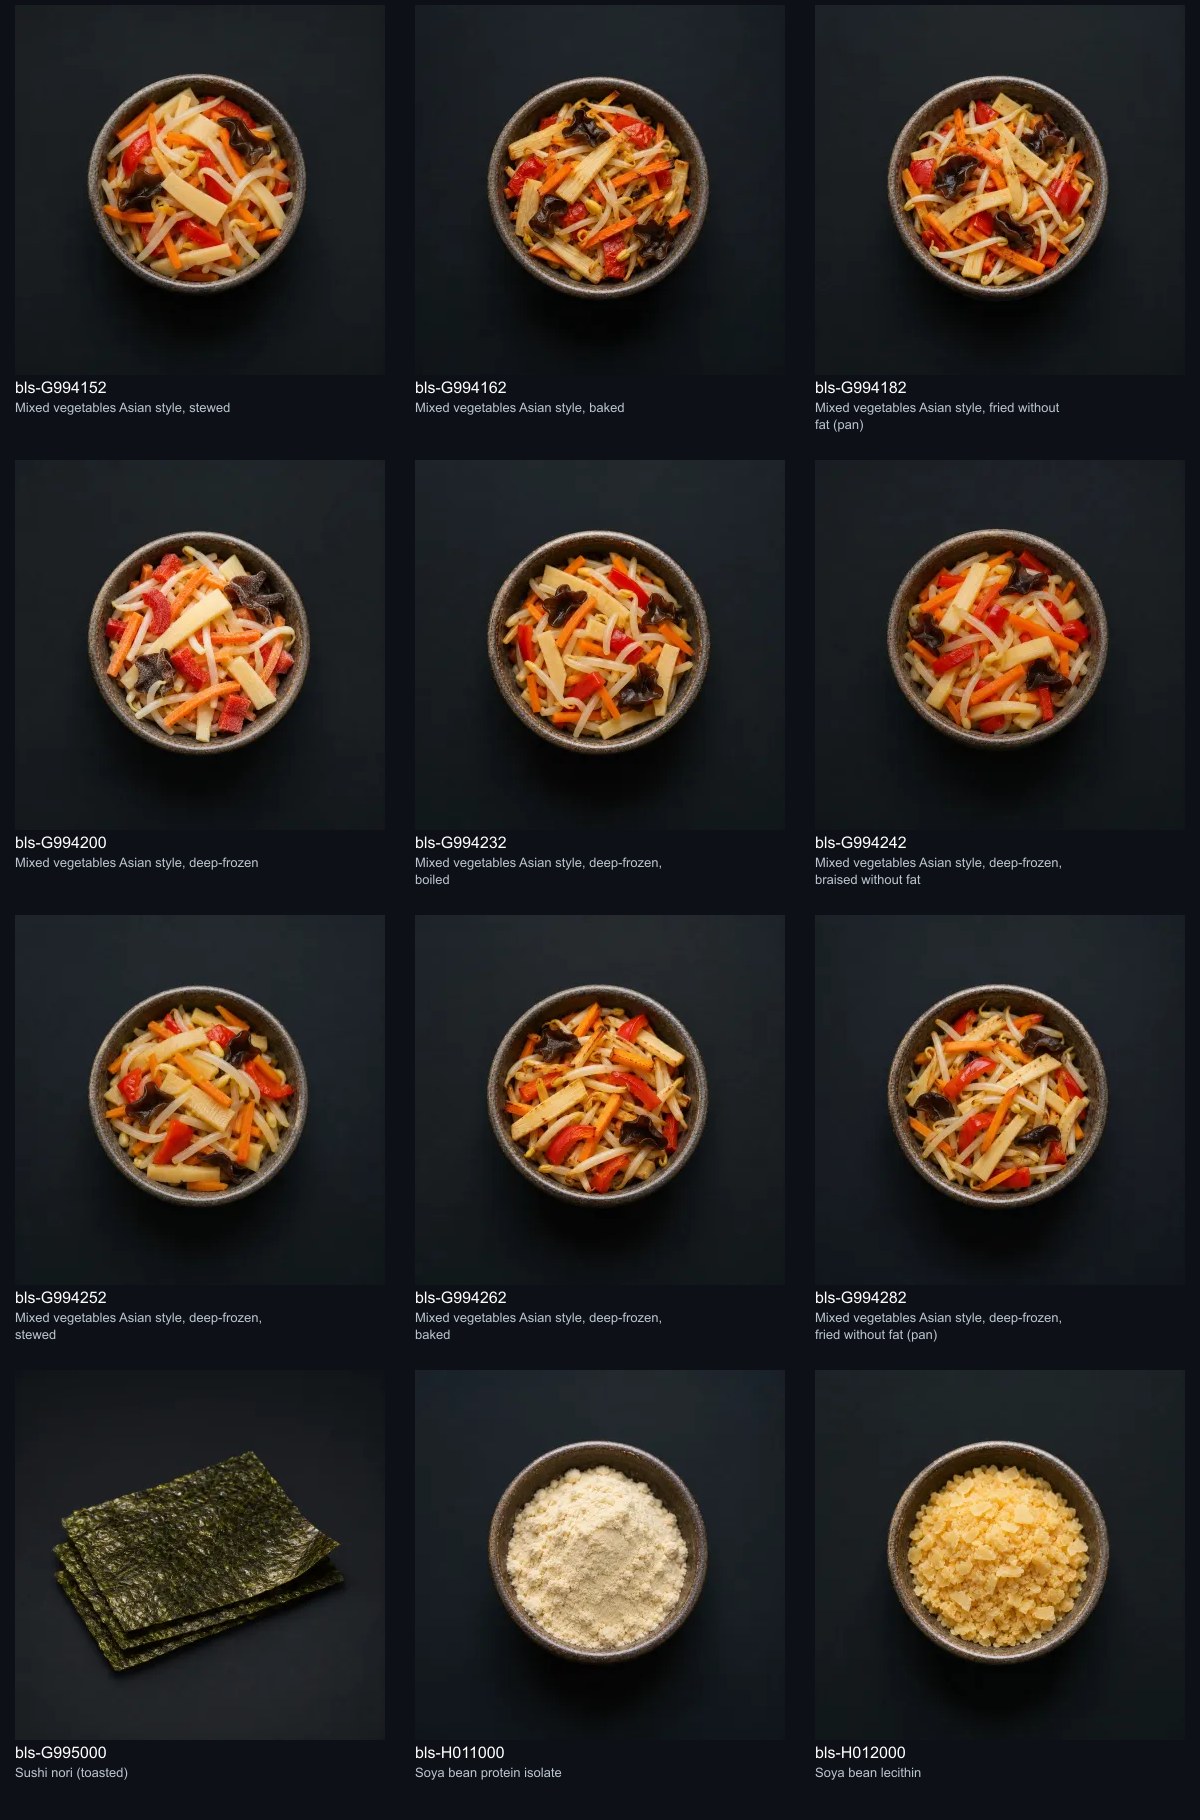 bls-G994152
Mixed vegetables Asian style, stewed
bls-G994162
Mixed vegetables Asian style, baked
bls-G994182
Mixed vegetables Asian style, fried without
fat (pan)
bls-G994200
Mixed vegetables Asian style, deep-frozen
bls-G994232
Mixed vegetables Asian style, deep-frozen,
boiled
bls-G994242
Mixed vegetables Asian style, deep-frozen,
braised without fat
bls-G994252
Mixed vegetables Asian style, deep-frozen,
stewed
bls-G994262
Mixed vegetables Asian style, deep-frozen,
baked
bls-G994282
Mixed vegetables Asian style, deep-frozen,
fried without fat (pan)
bls-G995000
Sushi nori (toasted)
bls-H011000
Soya bean protein isolate
bls-H012000
Soya bean lecithin